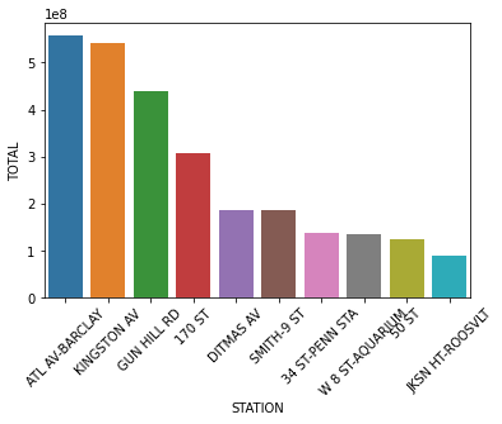 1e8
5
4
3
2
1
0
TOTAL
ATL AV-BARCLAY
KINGSTON AV
GUN HILL RD
170 ST
DITMAS AV
SMITH-9 ST
34 ST-PENN STA
W 8 ST-AQUARIUM
50 ST
JKSN HT-ROOSVLT
STATION